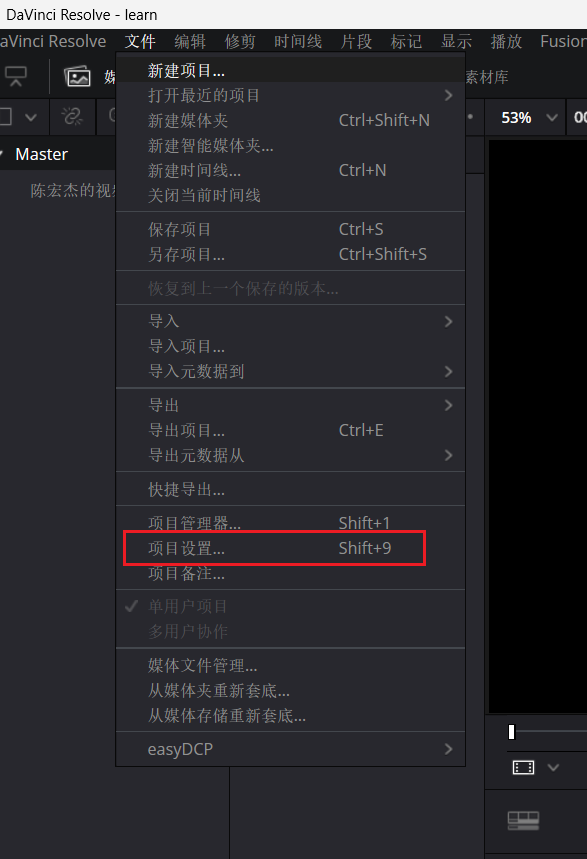 DaVinci Resolve - learn
aVinci Resolve 文件 编辑 修剪 时间线 片段 标记 显示 播放 Fusion
新建项目...
素材库
打开最近的项目
新建媒体夹 Ctrl+Shift+N
53%
新建智能媒体夹...
Master
新建时间线... Ctrl+N
陈宏杰的视
关闭当前时间线
保存项目 Ctrl+S
另存项目... Ctrl+Shift+S
恢复到上一个保存的版本...
导入
导入项目...
导入元数据到
导出
导出项目... Ctrl+E
导出元数据从
快捷导出...
项目管理器... Shift+1
项目设置... Shift+9
项目备注...
单用户项目
多用户协作
媒体文件管理...
从媒体夹重新套底...
从媒体存储重新套底...
easyDCP